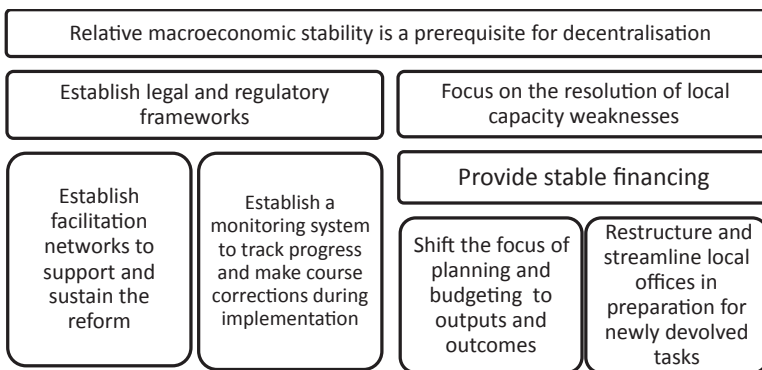 Relative macroeconomic stability is a prerequisite for decentralisation
Establish legal and regulatory
frameworks
Focus on the resolution of local
capacity weaknesses
Establish
facilitation
networks to
support and
sustain the
reform
Establish a
monitoring system
to track progress
and make course
corrections during
implementation
Provide stable financing
Shift the focus of
planning and
budgeting to
outputs and
outcomes
Restructure and
streamline local
offices in
preparation for
newly devolved
tasks